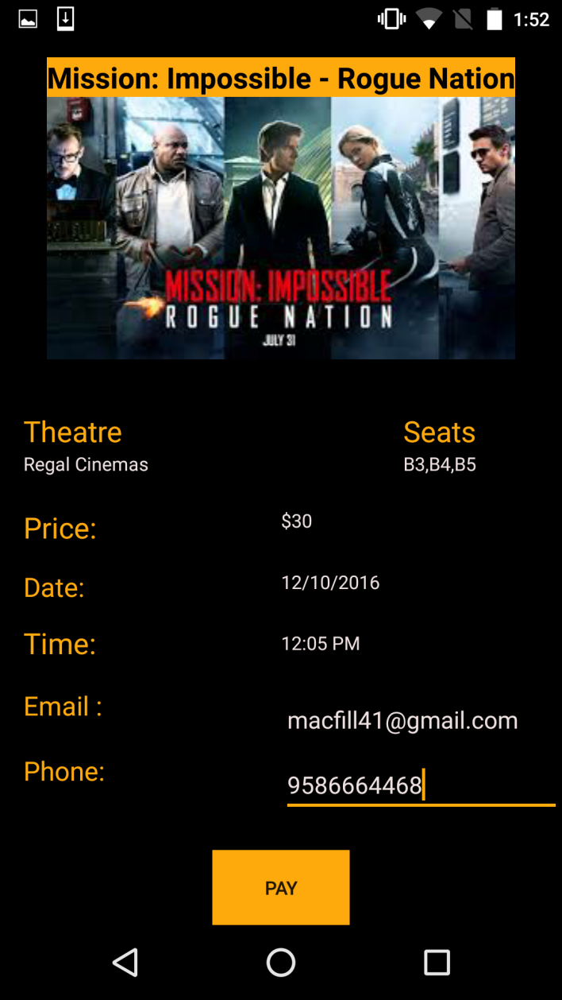 1:52
Mission: Impossible - Rogue Nation
MISSION: IMPOSSIBLE
ROGUE NATION
JULY 31
Theatre
Seats
Regal Cinemas
B3,B4,B5
Price:
$30
Date:
12/10/2016
Time:
12:05 PM
Email :
macfill41@gmail.com
Phone:
9586664468
PAY